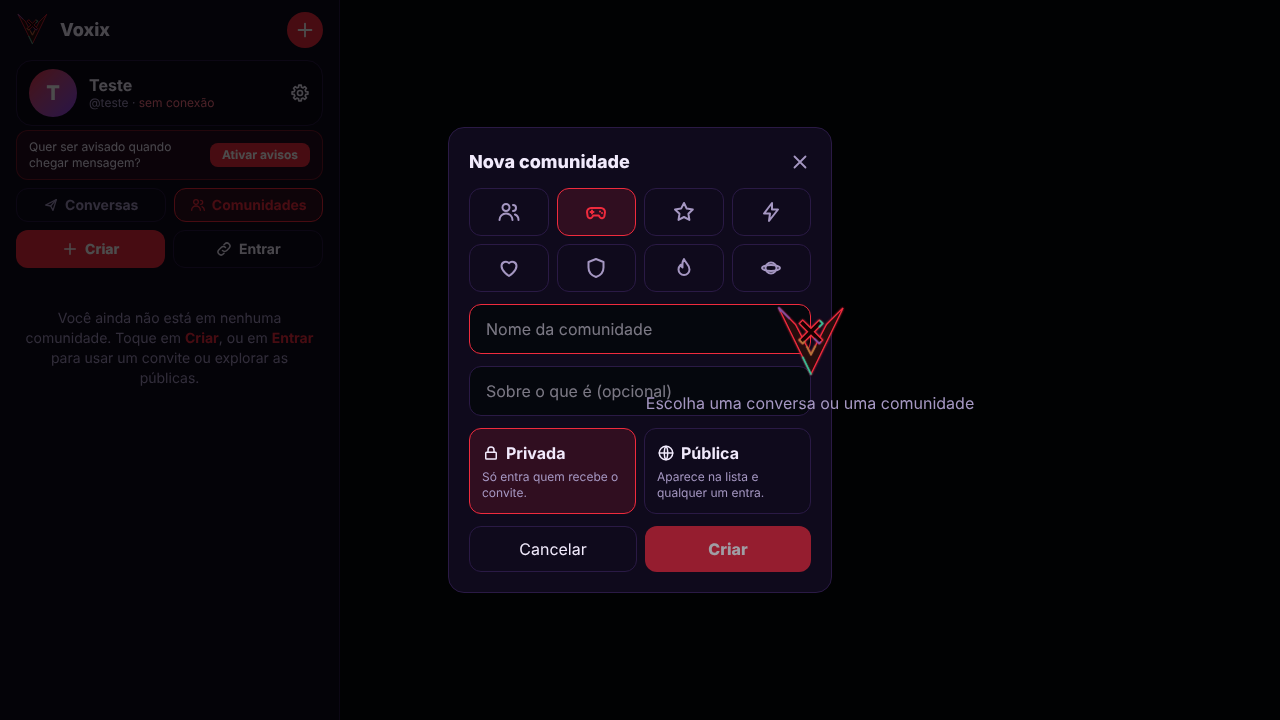 Voxix
T
Teste
@teste · sem conexão
Quer ser avisado quando
chegar mensagem?
Ativar avisos
Conversas
Comunidades
Criar
Entrar
Você ainda não está em nenhuma
comunidade. Toque em Criar, ou em Entrar
para usar um convite ou explorar as
públicas.
Nova comunidade
Nome da comunidade
Sobre o que é (opcional)
Escolha uma conversa ou uma comunidade
Privada
Só entra quem recebe o
convite.
Pública
Aparece na lista e
qualquer um entra.
Cancelar
Criar